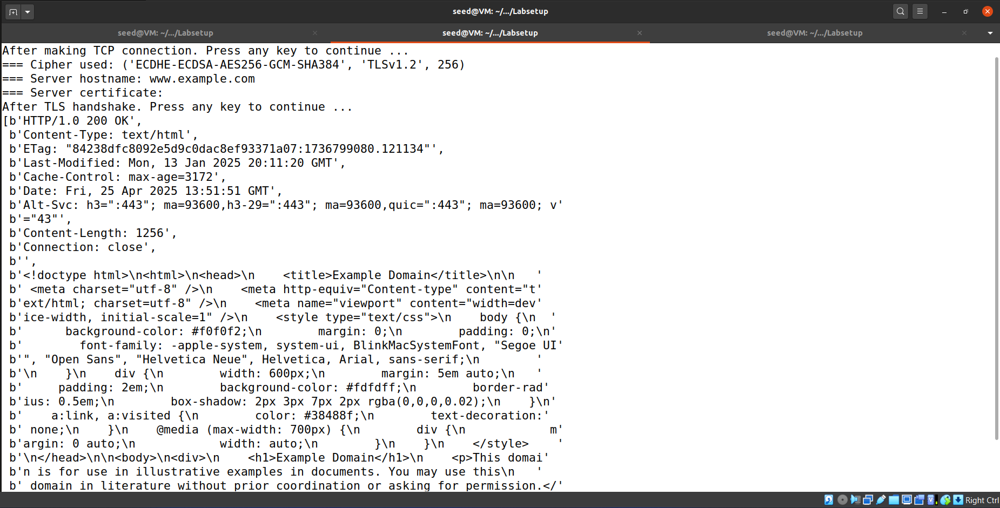 seed@VM: ~/.../Labsetup
seed@VM: ~/.../Labsetup
seed@VM: ~/.../Labsetup
seed@VM: ~/.../Labsetup
After making TCP connection. Press any key to continue ...
=== Cipher used: ('ECDHE-ECDSA-AES256-GCM-SHA384', 'TLSv1.2', 256)
=== Server hostname: www.example.com
=== Server certificate:
After TLS handshake. Press any key to continue ...
[b'HTTP/1.0 200 OK',
 b'Content-Type: text/html',
 b'ETag: "84238dfc8092e5d9c0dac8ef93371a07:1736799080.121134"',
 b'Last-Modified: Mon, 13 Jan 2025 20:11:20 GMT',
 b'Cache-Control: max-age=3172',
 b'Date: Fri, 25 Apr 2025 13:51:51 GMT',
 b'Alt-Svc: h3=":443"; ma=93600,h3-29=":443"; ma=93600,quic=":443"; ma=93600; v'
 b'="43"',
 b'Content-Length: 1256',
 b'Connection: close',
 b'',
 b'<!doctype html>\n<html>\n<head>\n    <title>Example Domain</title>\n\n   '
 b' <meta charset="utf-8" />\n    <meta http-equiv="Content-type" content="t'
 b'ext/html; charset=utf-8" />\n    <meta name="viewport" content="width=dev'
 b'ice-width, initial-scale=1" />\n    <style type="text/css">\n    body {\n  '
 b'      background-color: #f0f0f2;\n        margin: 0;\n        padding: 0;\n'
 b'        font-family: -apple-system, system-ui, BlinkMacSystemFont, "Segoe UI'
 b'", "Open Sans", "Helvetica Neue", Helvetica, Arial, sans-serif;\n        '
 b'\n    }\n    div {\n        width: 600px;\n        margin: 5em auto;\n   '
 b'     padding: 2em;\n        background-color: #fdfdff;\n        border-rad'
 b'ius: 0.5em;\n        box-shadow: 2px 3px 7px 2px rgba(0,0,0,0.02);\n    }\n'
 b'    a:link, a:visited {\n        color: #38488f;\n        text-decoration:'
 b' none;\n    }\n    @media (max-width: 700px) {\n        div {\n            m'
 b'argin: 0 auto;\n            width: auto;\n        }\n    }\n    </style>    '
 b'\n</head>\n\n<body>\n<div>\n    <h1>Example Domain</h1>\n    <p>This domai'
 b'n is for use in illustrative examples in documents. You may use this\n   '
 b' domain in literature without prior coordination or asking for permission.</'
Right Ctrl